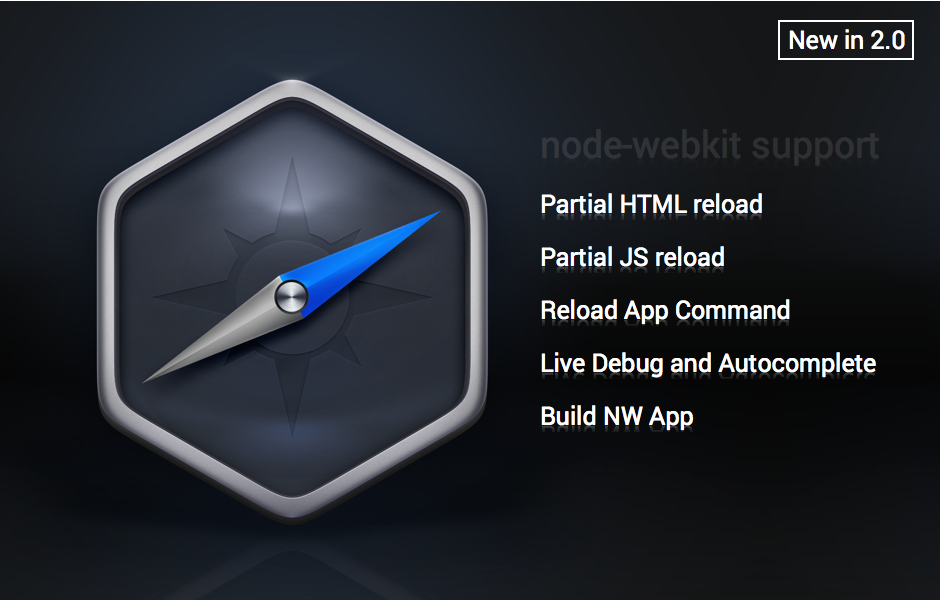 New in 2.0
node-webkit support
Partial HTML reload
Partial JS reload
Reload App Command
Live Debug and Autocomplete
Build NW App